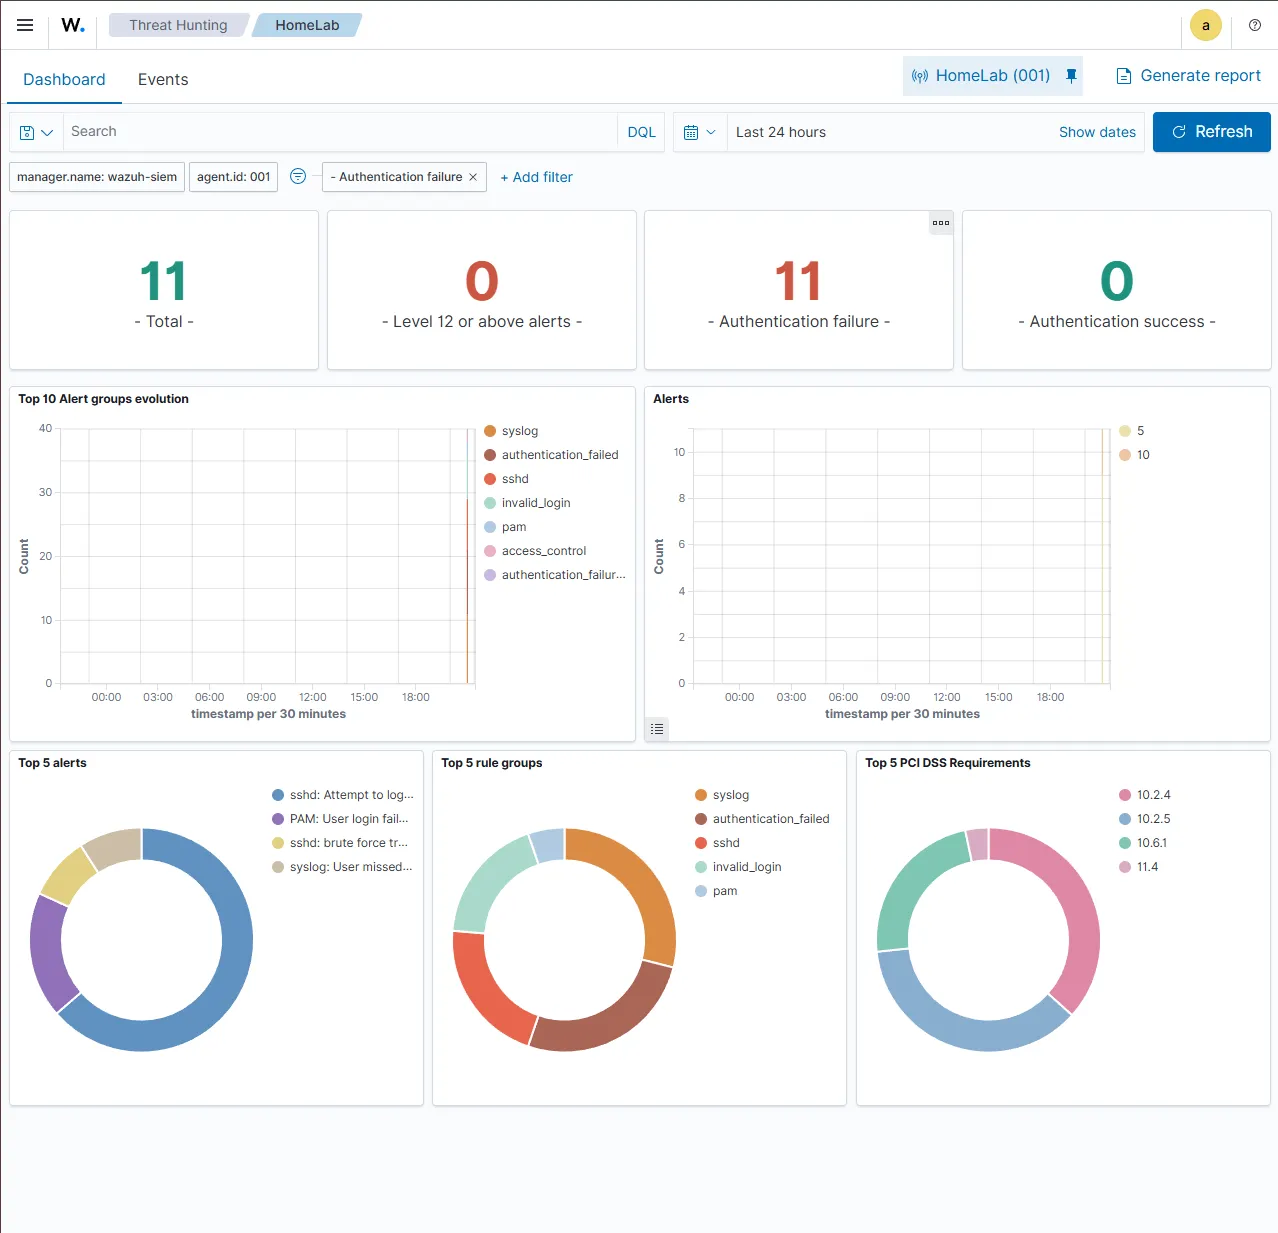 W. Threat Hunting HomeLab a
Dashboard Events HomeLab (001) Generate report
Search DQL Last 24 hours Show dates Refresh
manager.name: wazuh-siem agent.id: 001 - Authentication failure × + Add filter
11
- Total -
0
- Level 12 or above alerts -
11
- Authentication failure -
0
- Authentication success -
Top 10 Alert groups evolution
40
30
20
10
0
Count
00:00 03:00 06:00 09:00 12:00 15:00 18:00
timestamp per 30 minutes
syslog
authentication_failed
sshd
invalid_login
pam
access_control
authentication_failur...
Alerts
10
8
6
4
2
0
Count
00:00 03:00 06:00 09:00 12:00 15:00 18:00
timestamp per 30 minutes
5
10
Top 5 alerts
sshd: Attempt to log...
PAM: User login fail...
sshd: brute force tr...
syslog: User missed...
Top 5 rule groups
syslog
authentication_failed
sshd
invalid_login
pam
Top 5 PCI DSS Requirements
10.2.4
10.2.5
10.6.1
11.4